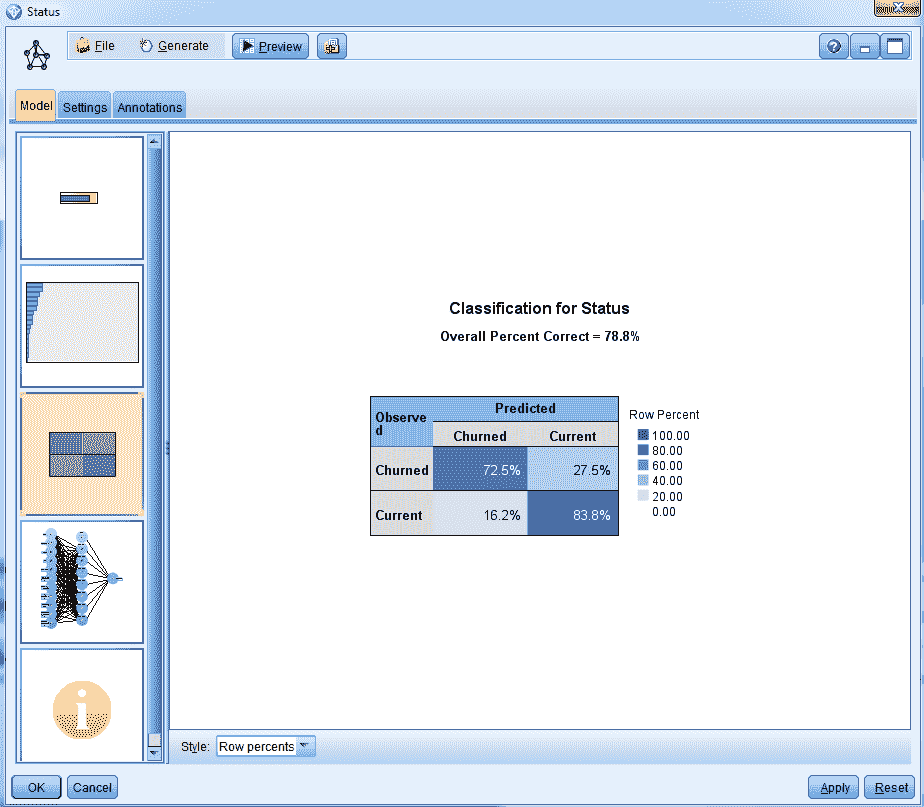 Status
File Generate Preview
Model Settings Annotations
Classification for Status
Overall Percent Correct = 78.8%
Observe
d
Predicted
Churned Current
Churned 72.5% 27.5%
Current 16.2% 83.8%
Row Percent
100.00
80.00
60.00
40.00
20.00
0.00
i
Style: Row percents
OK Cancel Apply Reset